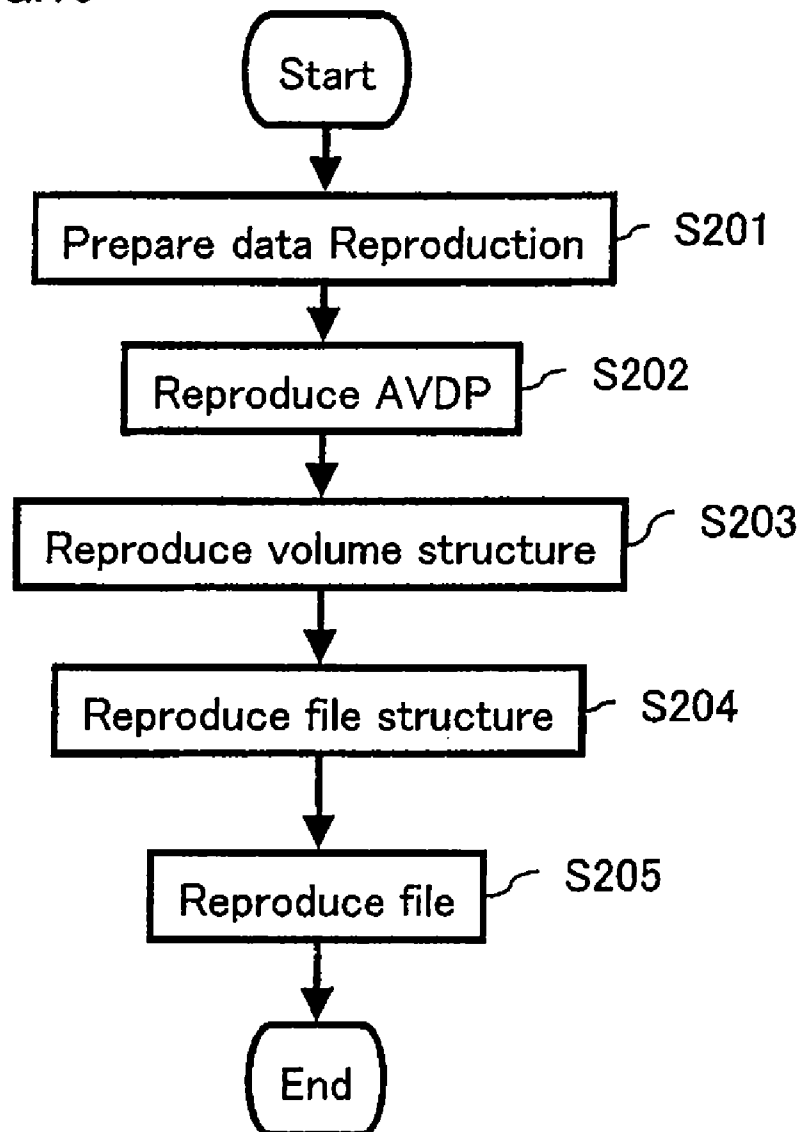 Start
Prepare data Reproduction S201
Reproduce AVDP S202
Reproduce volume structure S203
Reproduce file structure S204
Reproduce file S205
End